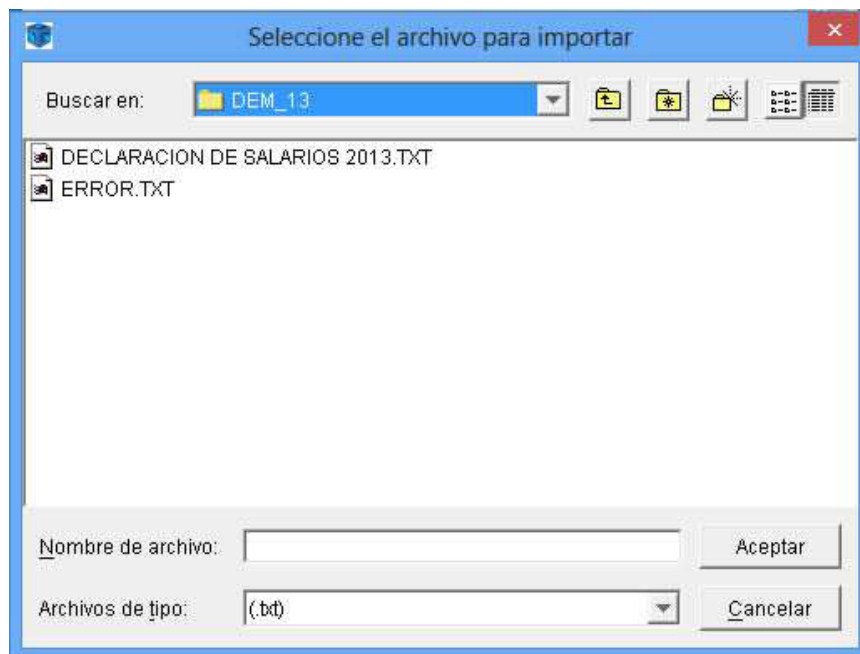 Seleccione el archivo para importar
Buscar en: DEM_13
DECLARACION DE SALARIOS 2013.TXT
ERROR.TXT
Nombre de archivo: Aceptar
Archivos de tipo: (.txt) Cancelar